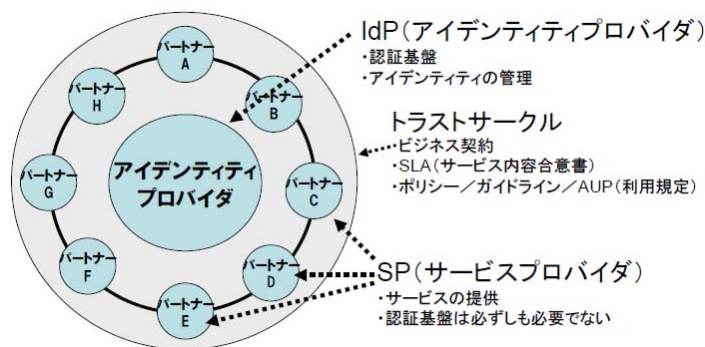 IdP(アイデンティティプロバイダ)
・認証基盤
・アイデンティティの管理
トラストサークル
・ビジネス契約
・SLA(サービス内容合意書)
・ポリシー/ガイドライン/AUP(利用規定)
SP(サービスプロバイダ)
・サービスの提供
・認証基盤は必ずしも必要でない
アイデンティティ
プロバイダ
パートナー
A
パートナー
B
パートナー
C
パートナー
D
パートナー
E
パートナー
F
パートナー
G
パートナー
H